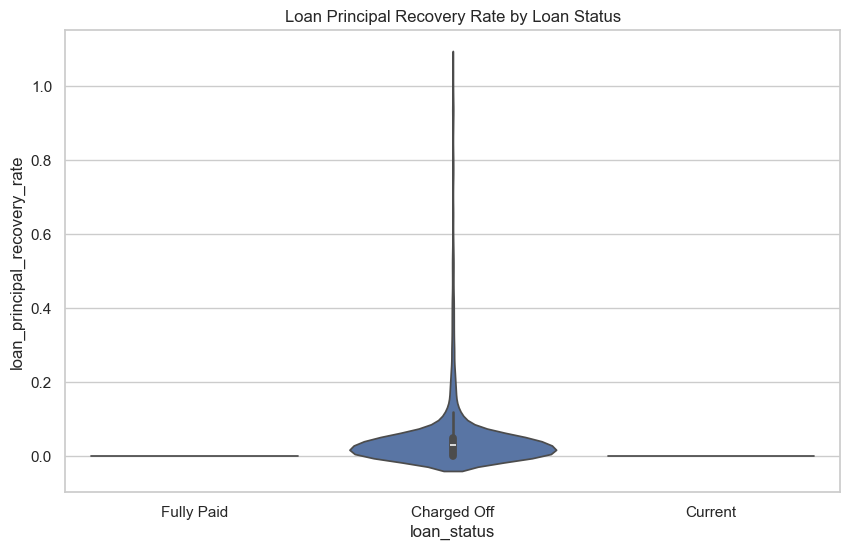 Loan Principal Recovery Rate by Loan Status
loan_principal_recovery_rate
1.0
0.8
0.6
0.4
0.2
0.0
Fully Paid
Charged Off
Current
loan_status